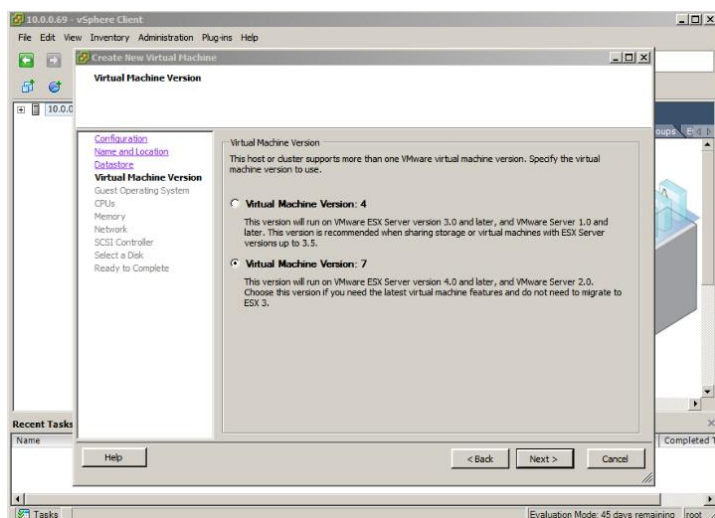 10.0.0.69 - vSphere Client
File Edit View Inventory Administration Plug-ins Help
Create New Virtual Machine
Virtual Machine Version
10.0.0
oups
Configuration
Name and Location
Datastore
Virtual Machine Version
Guest Operating System
CPUs
Memory
Network
SCSI Controller
Select a Disk
Ready to Complete
Virtual Machine Version
This host or cluster supports more than one VMware virtual machine version. Specify the virtual
machine version to use.
Virtual Machine Version: 4
This version will run on VMware ESX Server version 3.0 and later, and VMware Server 1.0 and
later. This version is recommended when sharing storage or virtual machines with ESX Server
versions up to 3.5.
Virtual Machine Version: 7
This version will run on VMware ESX Server version 4.0 and later, and VMware Server 2.0.
Choose this version if you need the latest virtual machine features and do not need to migrate to
ESX 3.
Recent Tasks
Name
Completed T
Help
< Back
Next >
Cancel
Tasks
Evaluation Mode: 45 days remaining root